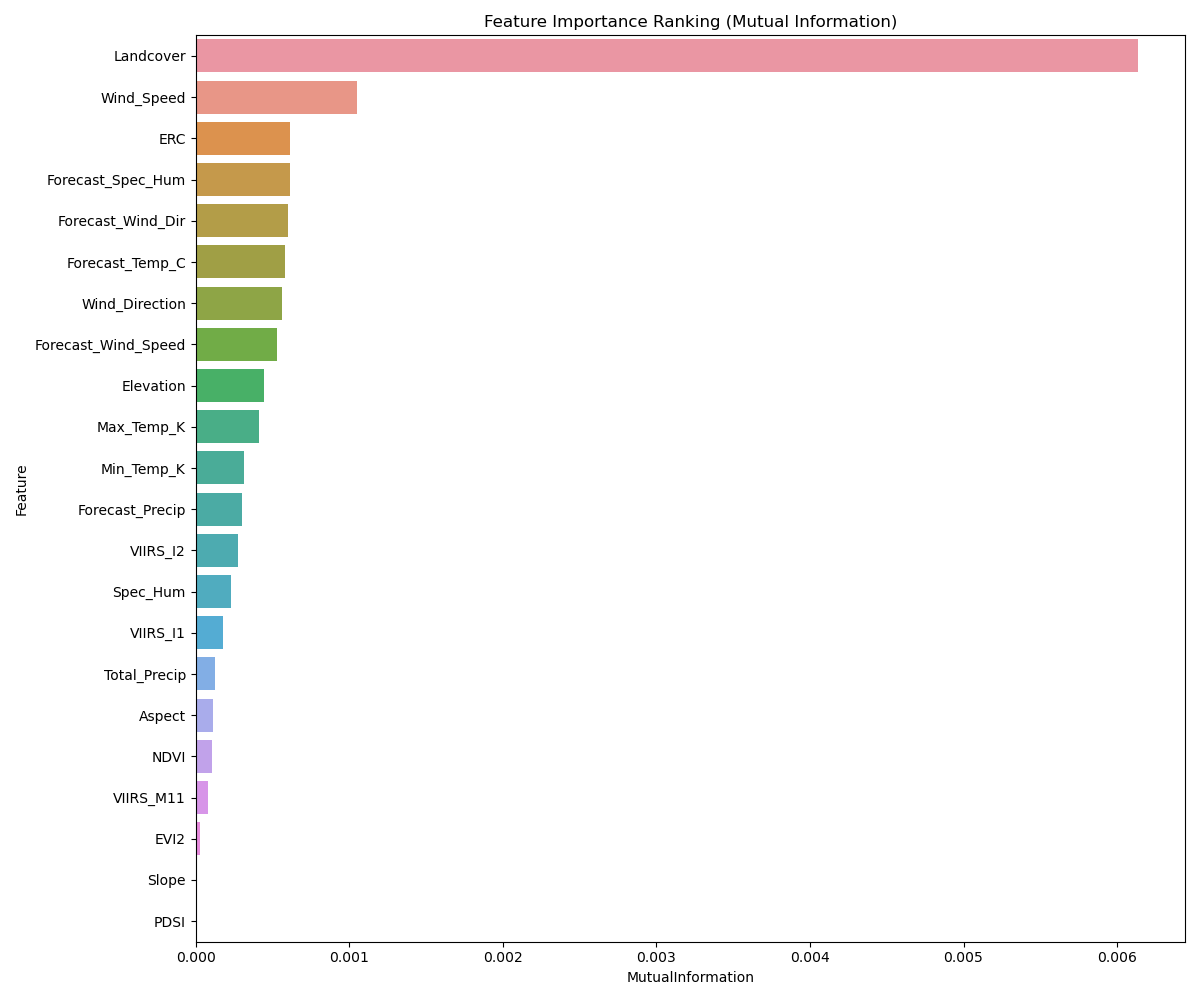 Feature Importance Ranking (Mutual Information)
Landcover
Wind_Speed
ERC
Forecast_Spec_Hum
Forecast_Wind_Dir
Forecast_Temp_C
Wind_Direction
Forecast_Wind_Speed
Elevation
Max_Temp_K
Min_Temp_K
Forecast_Precip
VIIRS_I2
Spec_Hum
VIIRS_I1
Total_Precip
Aspect
NDVI
VIIRS_M11
EVI2
Slope
PDSI
Feature
0.000 0.001 0.002 0.003 0.004 0.005 0.006
MutualInformation